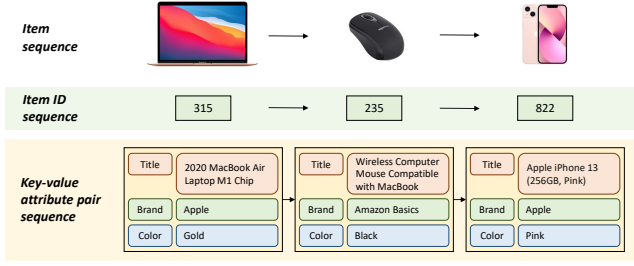 Item
sequence
Item ID
sequence
315
235
822
Key-value
attribute pair
sequence
Title
2020 MacBook Air
Laptop M1 Chip
Brand
Apple
Color
Gold
Title
Wireless Computer
Mouse Compatible
with MacBook
Brand
Amazon Basics
Color
Black
Title
Apple iPhone 13
(256GB, Pink)
Brand
Apple
Color
Pink